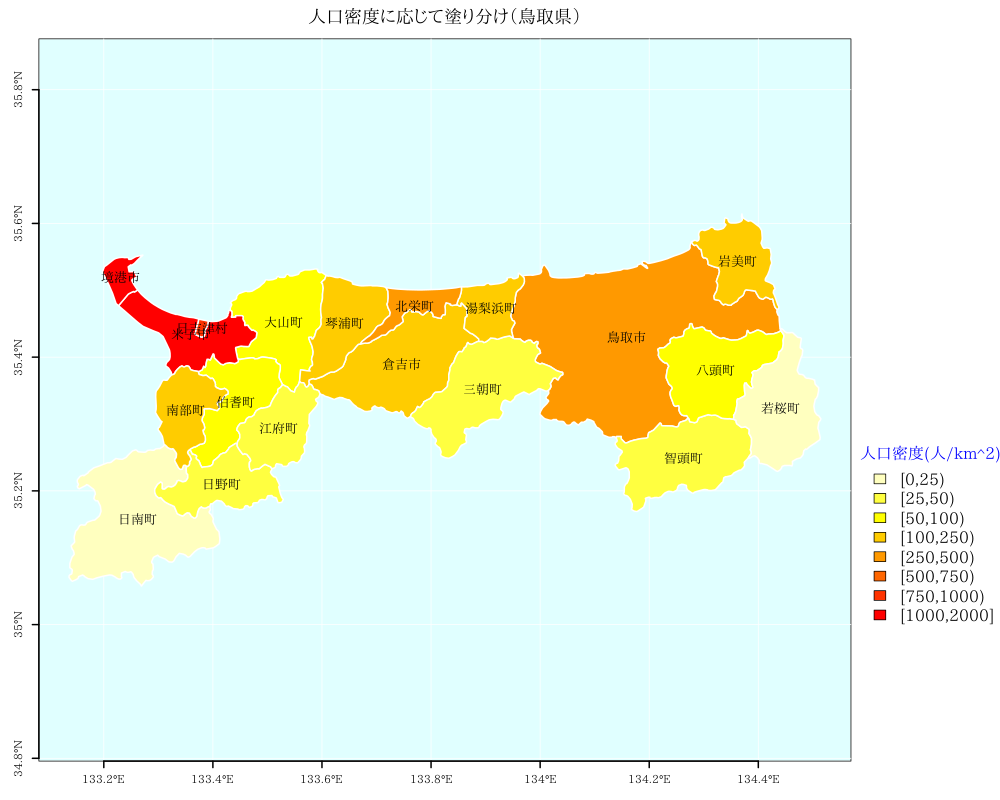 人口密度に応じて塗り分け(鳥取県)
35.8°N
35.6°N
35.4°N
35.2°N
35°N
34.8°N
岩美町
境港市
日吉津村
米子市
大山町
琴浦町
北栄町
湯梨浜町
鳥取市
倉吉市
八頭町
三朝町
南部町
伯耆町
若桜町
江府町
智頭町
日野町
日南町
人口密度(人/km^2)
[0,25)
[25,50)
[50,100)
[100,250)
[250,500)
[500,750)
[750,1000)
[1000,2000]
133.2°E
133.4°E
133.6°E
133.8°E
134°E
134.2°E
134.4°E